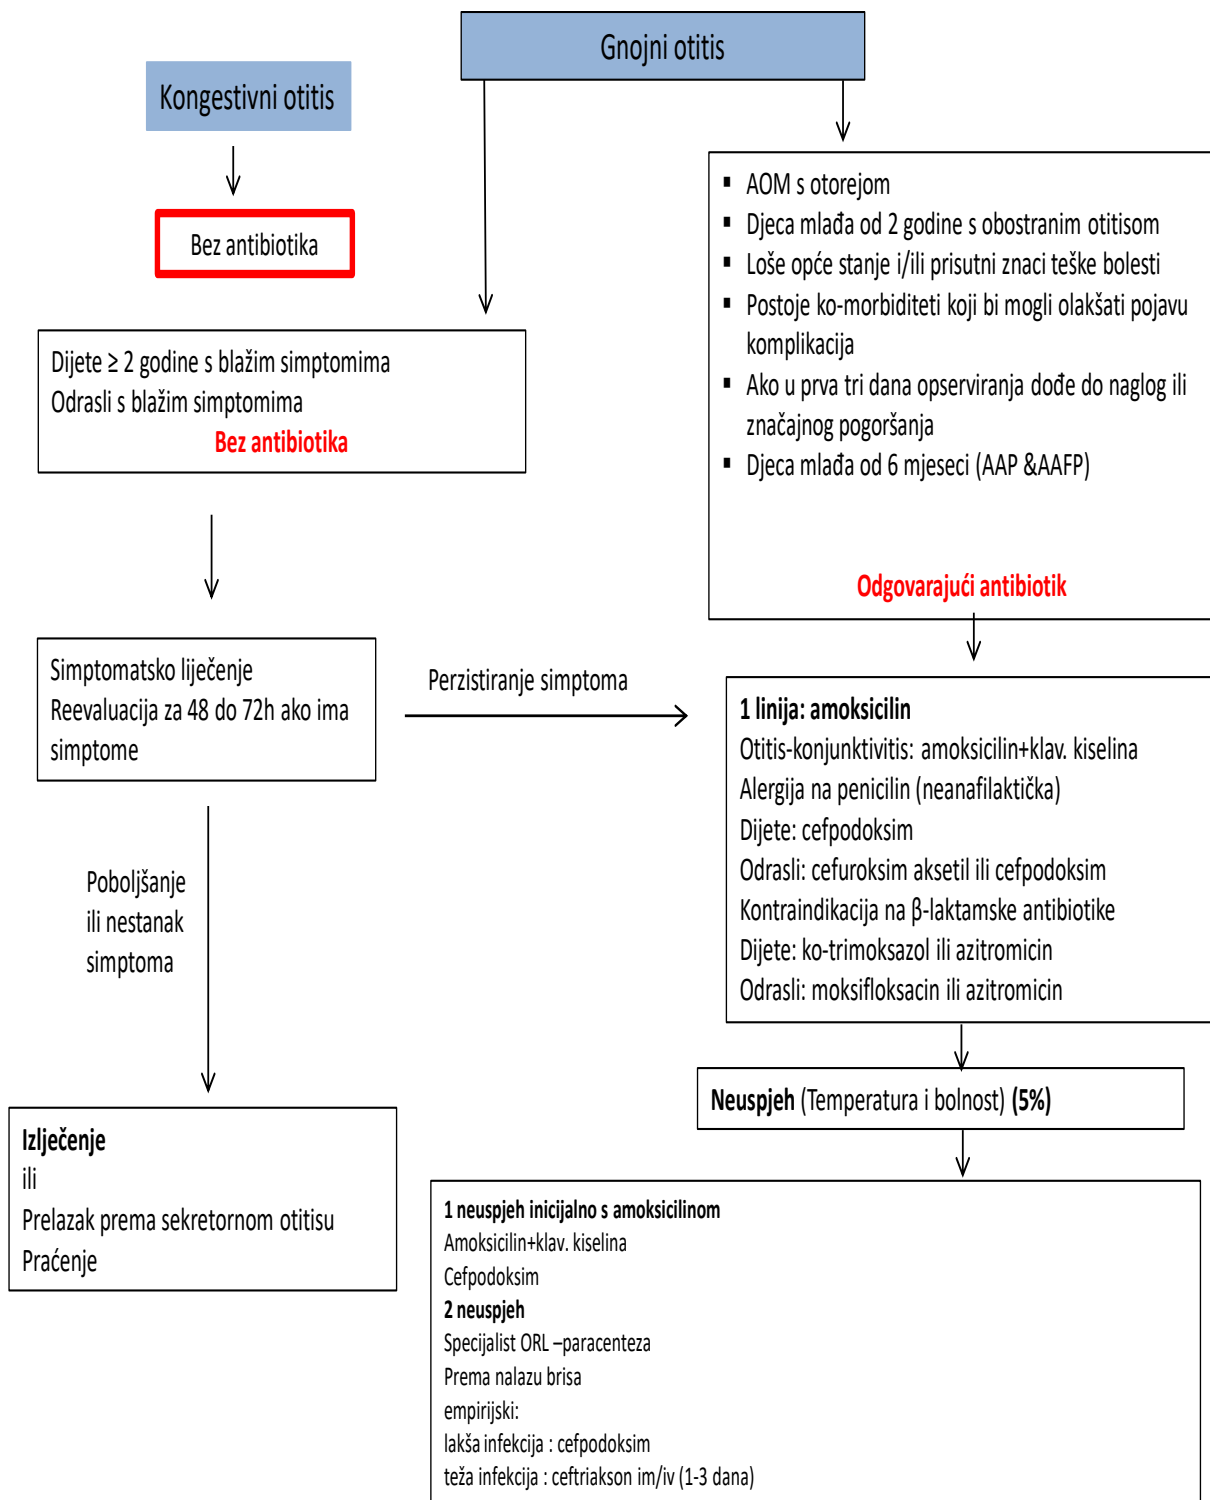 Gnojni otitis
Kongestivni otitis
Bez antibiotika
Dijete ≥ 2 godine s blažim simptomima
Odrasli s blažim simptomima
Bez antibiotika
▪ AOM s otorejom
▪ Djeca mlađa od 2 godine s obostranim otitisom
▪ Loše opće stanje i/ili prisutni znaci teške bolesti
▪ Postoje ko-morbiditeti koji bi mogli olakšati pojavu
komplikacija
▪ Ako u prva tri dana opserviranja dođe do naglog ili
značajnog pogoršanja
▪ Djeca mlađa od 6 mjeseci (AAP &AAFP)
Odgovarajući antibiotik
Simptomatsko liječenje
Reevaluacija za 48 do 72h ako ima
simptome
Perzistiranje simptoma
1 linija: amoksicilin
Otitis-konjunktivitis: amoksicilin+klav. kiselina
Alergija na penicilin (neanafilaktička)
Dijete: cefpodoksim
Odrasli: cefuroksim aksetil ili cefpodoksim
Kontraindikacija na β-laktamske antibiotike
Dijete: ko-trimoksazol ili azitromicin
Odrasli: moksifloksacin ili azitromicin
Poboljšanje
ili nestanak
simptoma
Neuspjeh (Temperatura i bolnost) (5%)
Izlječenje
ili
Prelazak prema sekretornom otitisu
Praćenje
1 neuspjeh inicijalno s amoksicilinom
Amoksicilin+klav. kiselina
Cefpodoksim
2 neuspjeh
Specijalist ORL –paracenteza
Prema nalazu brisa
empirijski:
lakša infekcija : cefpodoksim
teža infekcija : ceftriakson im/iv (1-3 dana)